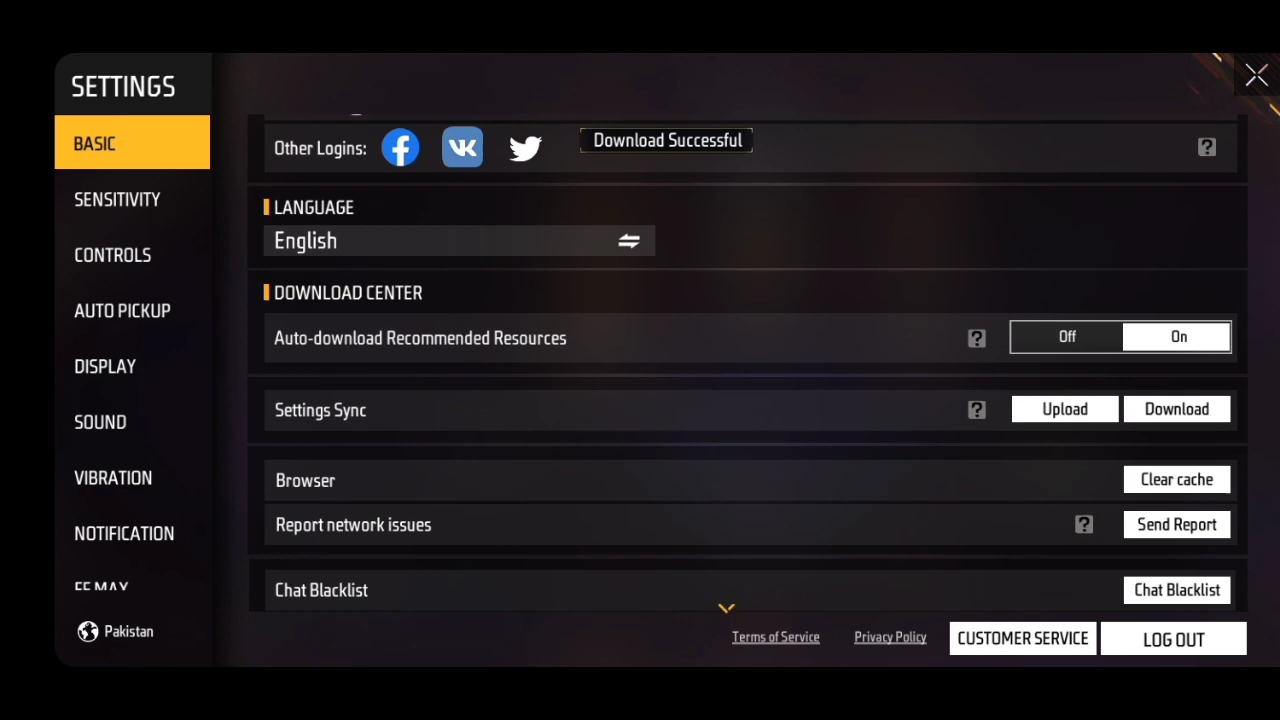 SETTINGS
BASIC
SENSITIVITY
CONTROLS
AUTO PICKUP
DISPLAY
SOUND
VIBRATION
NOTIFICATION
FF MAX
Pakistan
Other Logins:
Download Successful
?
LANGUAGE
English
DOWNLOAD CENTER
Auto-download Recommended Resources ? Off On
Settings Sync ? Upload Download
Browser Clear cache
Report network issues ? Send Report
Chat Blacklist Chat Blacklist
Terms of Service Privacy Policy CUSTOMER SERVICE LOG OUT